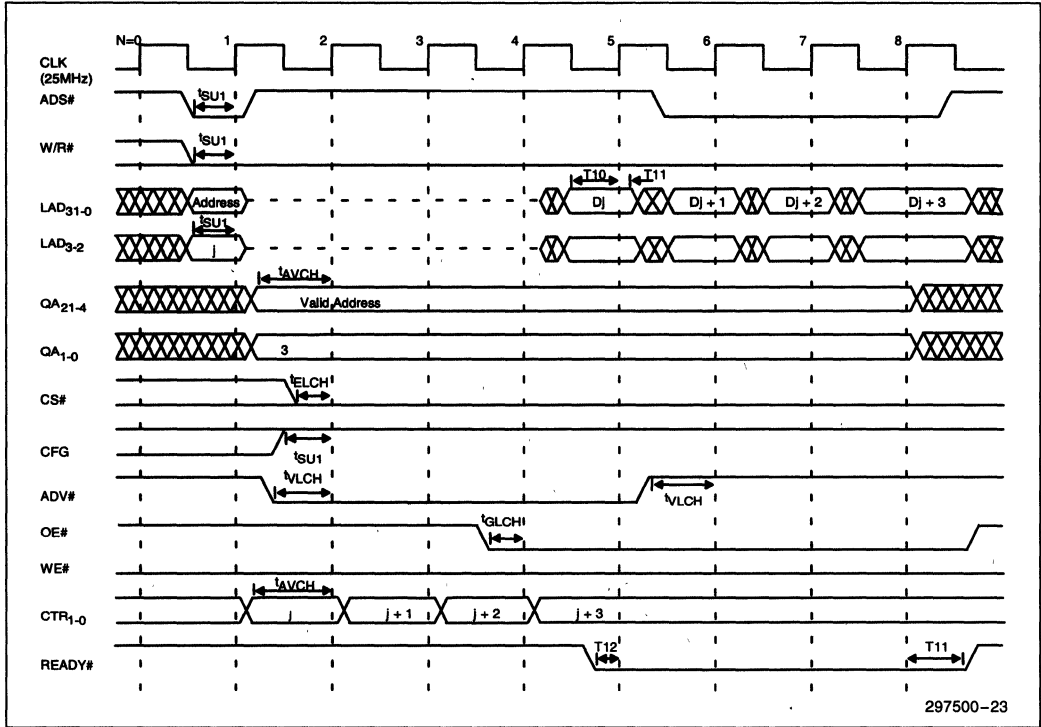 N=0 1 2 3 4 5 6 7 8
CLK
(25MHz)
ADS# tSU1
W/R# tSU1
T10 T11
LAD31-0 Address Dj Dj + 1 Dj + 2 Dj + 3
tSU1
LAD3-2 j
tAVCH
QA21-4 Valid Address
QA1-0 3
tELCH
CS#
CFG
tSU1
tVLCH
ADV#
tVLCH
OE# tGLCH
WE#
tAVCH
CTR1-0 j j + 1 j + 2 j + 3
T12 T11
READY#
297500-23